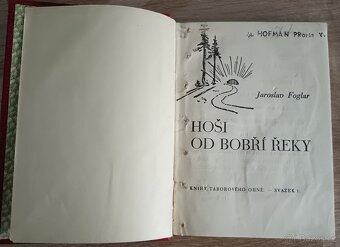 HOFMAN
Jaroslav Foglar
HOŠI
OD BOBŘÍ ŘEKY
KNIHY TÁBOROVÉHO OHNĚ — SVAZEK 1.